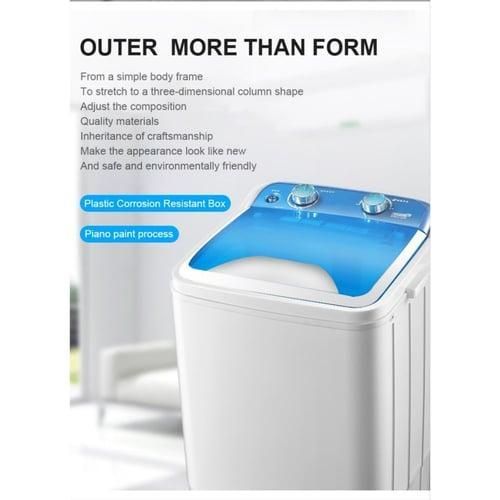 OUTER MORE THAN FORM
From a simple body frame
To stretch to a three-dimensional column shape
Adjust the composition
Quality materials
Inheritance of craftsmanship
Make the appearance look like new
And safe and environmentally friendly
Plastic Corrosion Resistant Box
Piano paint process